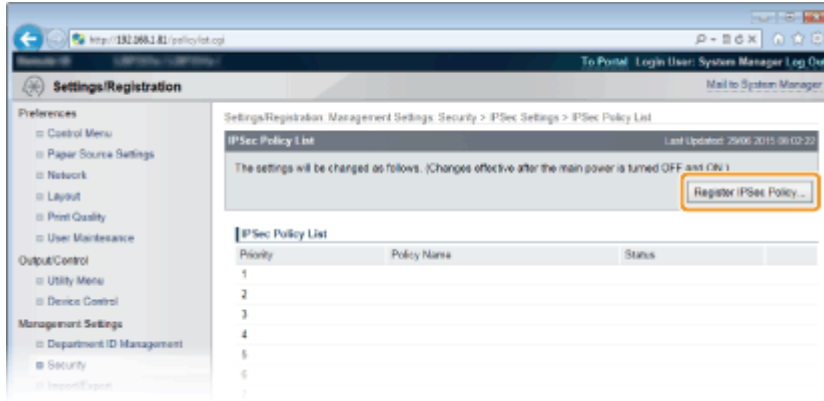 http://192.168.1.81/policylist.cgi
To Portal Login User: System Manager Log Out
Settings/Registration
Mail to System Manager
Preferences
Control Menu
Paper Source Settings
Network
Layout
Print Quality
User Maintenance
Output/Control
Utility Menu
Device Control
Management Settings
Department ID Management
Security
Import/Export
Settings/Registration: Management Settings: Security > IPSec Settings > IPSec Policy List
IPSec Policy List
Last Updated: 29/06 2015 06:02:22
The settings will be changed as follows. (Changes effective after the main power is turned OFF and ON.)
Register IPSec Policy...
IPSec Policy List
Priority Policy Name Status
1
2
3
4
5
6
7